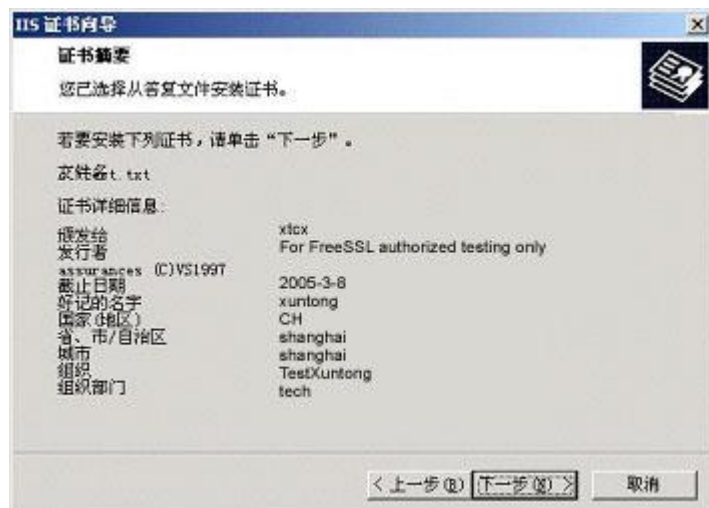 IIS 证书向导
证书摘要
您已选择从答复文件安装证书。
若要安装下列证书，请单击“下一步”。
文件名t.txt
证书详细信息:
颁发给 xtcx
发行者 For FreeSSL authorized testing only
assurances (C)VS1997
截止日期 2005-3-8
好记的名字 xuntong
国家(地区) CH
省、市/自治区 shanghai
城市 shanghai
组织 TestXuntong
组织部门 tech
< 上一步(B) 下一步(N) > 取消